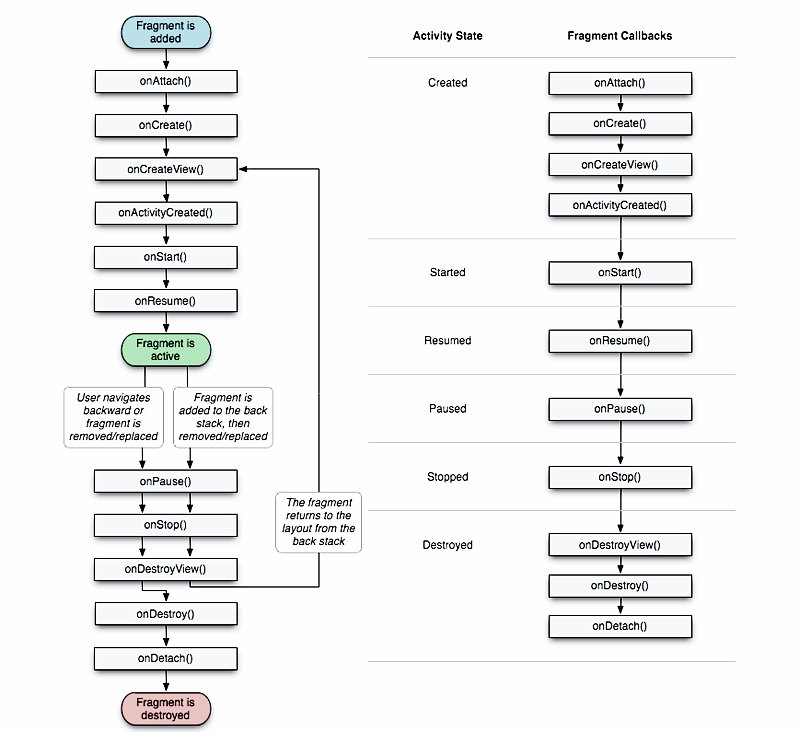 Fragment is
added
onAttach()
onCreate()
onCreateView()
onActivityCreated()
onStart()
onResume()
Fragment is
active
User navigates
backward or
fragment is
removed/replaced
Fragment is
added to the back
stack, then
removed/replaced
onPause()
onStop()
onDestroyView()
The fragment
returns to the
layout from the
back stack
onDestroy()
onDetach()
Fragment is
destroyed
Activity State
Fragment Callbacks
Created
onAttach()
onCreate()
onCreateView()
onActivityCreated()
Started
onStart()
Resumed
onResume()
Paused
onPause()
Stopped
onStop()
Destroyed
onDestroyView()
onDestroy()
onDetach()